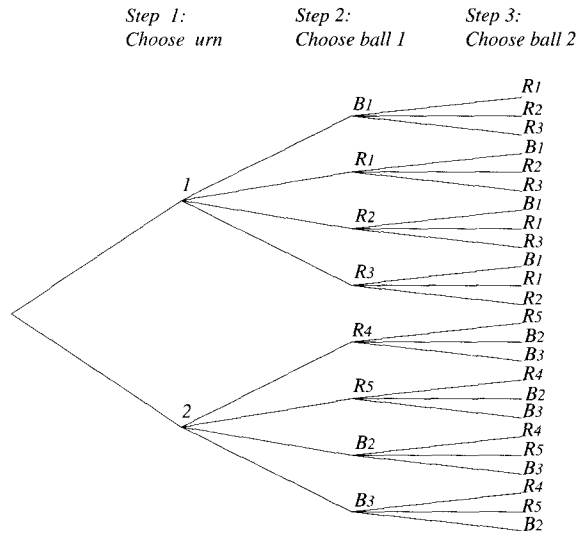 Step 1:
Choose urn
Step 2:
Choose ball 1
Step 3:
Choose ball 2
1
B1
R1
R2
R3
R1
B1
R2
R3
R2
B1
R1
R3
R3
B1
R1
R2
2
R4
R5
B2
B3
R5
R4
B2
B3
B2
R4
R5
B3
B3
R4
R5
B2